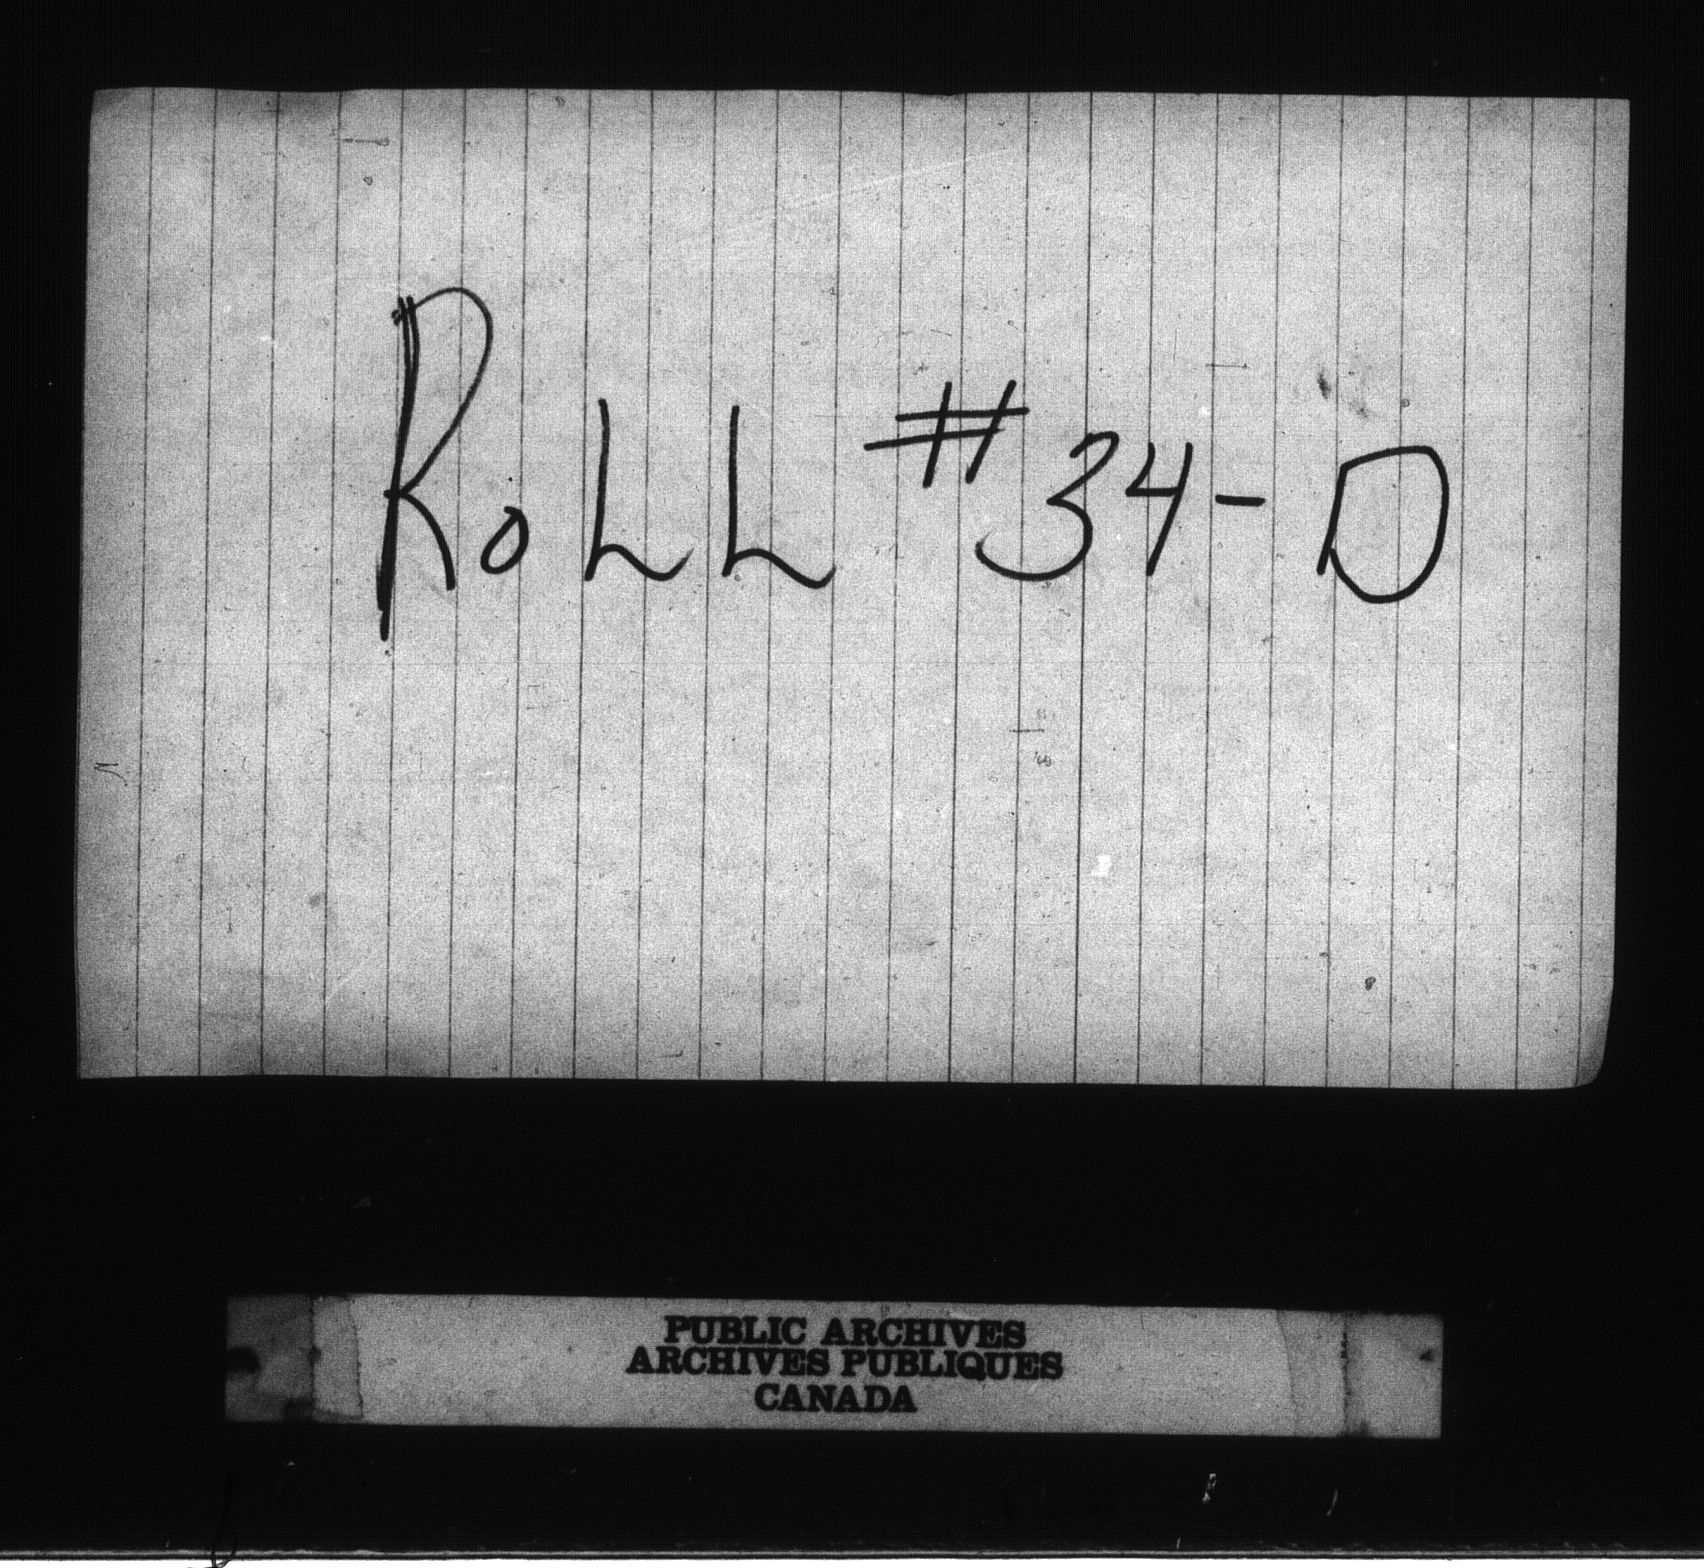 RoLL #34-D
PUBLIC ARCHIVES
ARCHIVES PUBLIQUES
CANADA